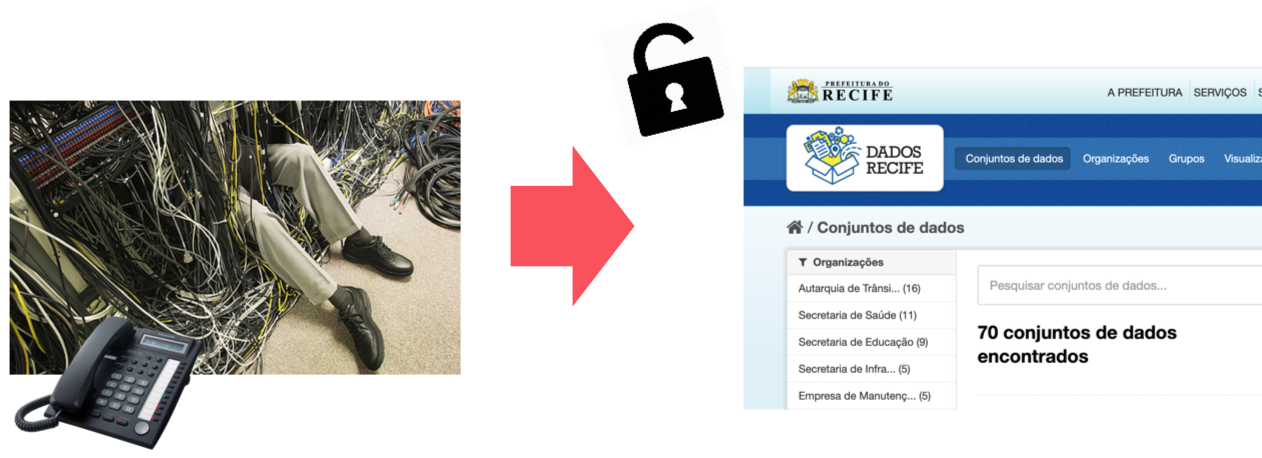 PREFEITURA DO
RECIFE
A PREFEITURA SERVIÇOS S
DADOS
RECIFE
Conjuntos de dados Organizações Grupos Visualiz
/ Conjuntos de dados
Organizações
Autarquia de Trânsi... (16)
Secretaria de Saúde (11)
Secretaria de Educação (9)
Secretaria de Infra... (5)
Empresa de Manutenç... (5)
Pesquisar conjuntos de dados...
70 conjuntos de dados
encontrados